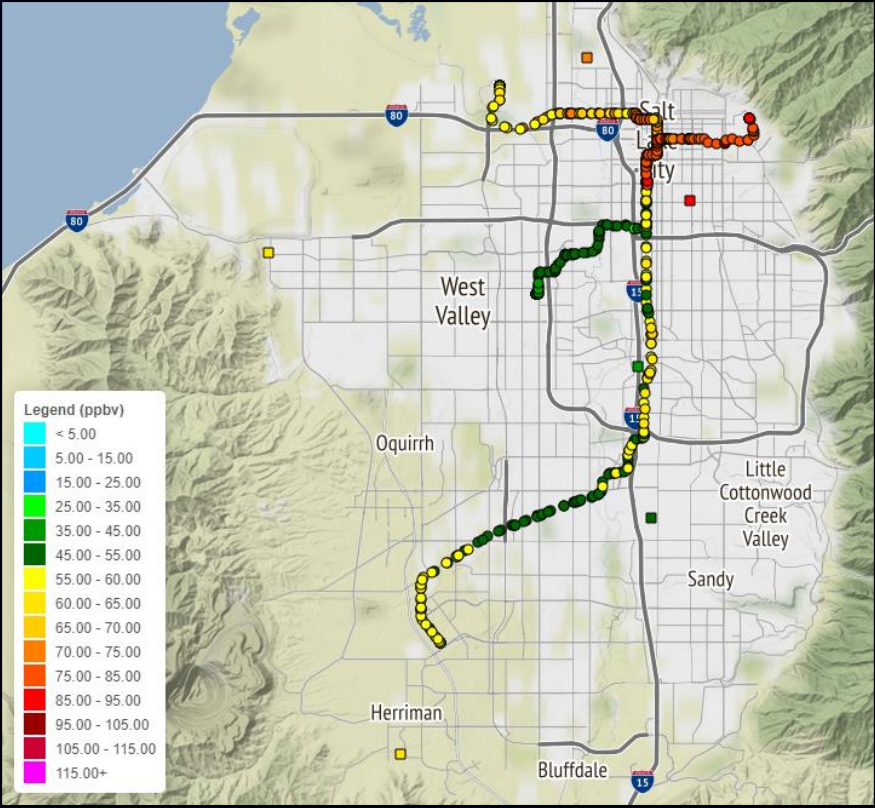 80
Salt
Lake
City
80
80
West
Valley
15
15
Oquirrh
Little
Cottonwood
Creek
Valley
Sandy
Herriman
Bluffdale
15
Legend (ppbv)
< 5.00
5.00 - 15.00
15.00 - 25.00
25.00 - 35.00
35.00 - 45.00
45.00 - 55.00
55.00 - 60.00
60.00 - 65.00
65.00 - 70.00
70.00 - 75.00
75.00 - 85.00
85.00 - 95.00
95.00 - 105.00
105.00 - 115.00
115.00+